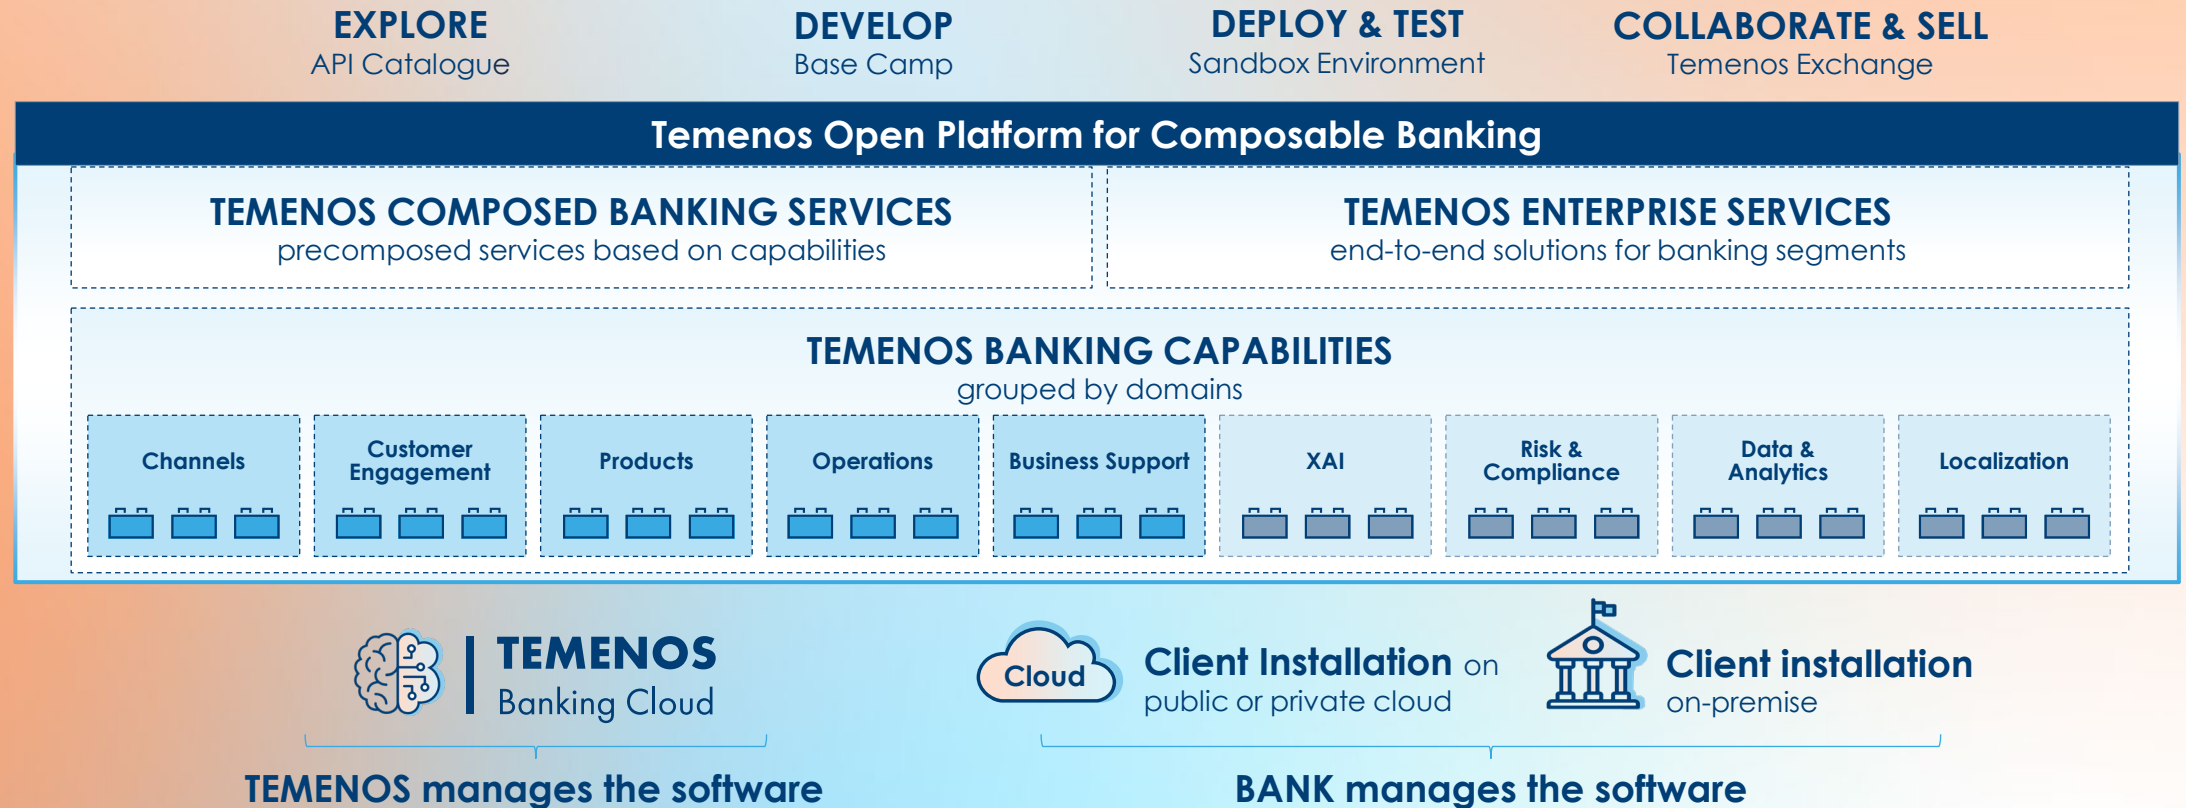 EXPLORE
API Catalogue
DEVELOP
Base Camp
DEPLOY & TEST
Sandbox Environment
COLLABORATE & SELL
Temenos Exchange
Temenos Open Platform for Composable Banking
TEMENOS COMPOSED BANKING SERVICES
precomposed services based on capabilities
TEMENOS ENTERPRISE SERVICES
end-to-end solutions for banking segments
TEMENOS BANKING CAPABILITIES
grouped by domains
Channels
Customer
Engagement
Products
Operations
Business Support
XAI
Risk &
Compliance
Data &
Analytics
Localization
TEMENOS
Banking Cloud
Cloud
Client Installation on
public or private cloud
Client installation
on-premise
TEMENOS manages the software
BANK manages the software